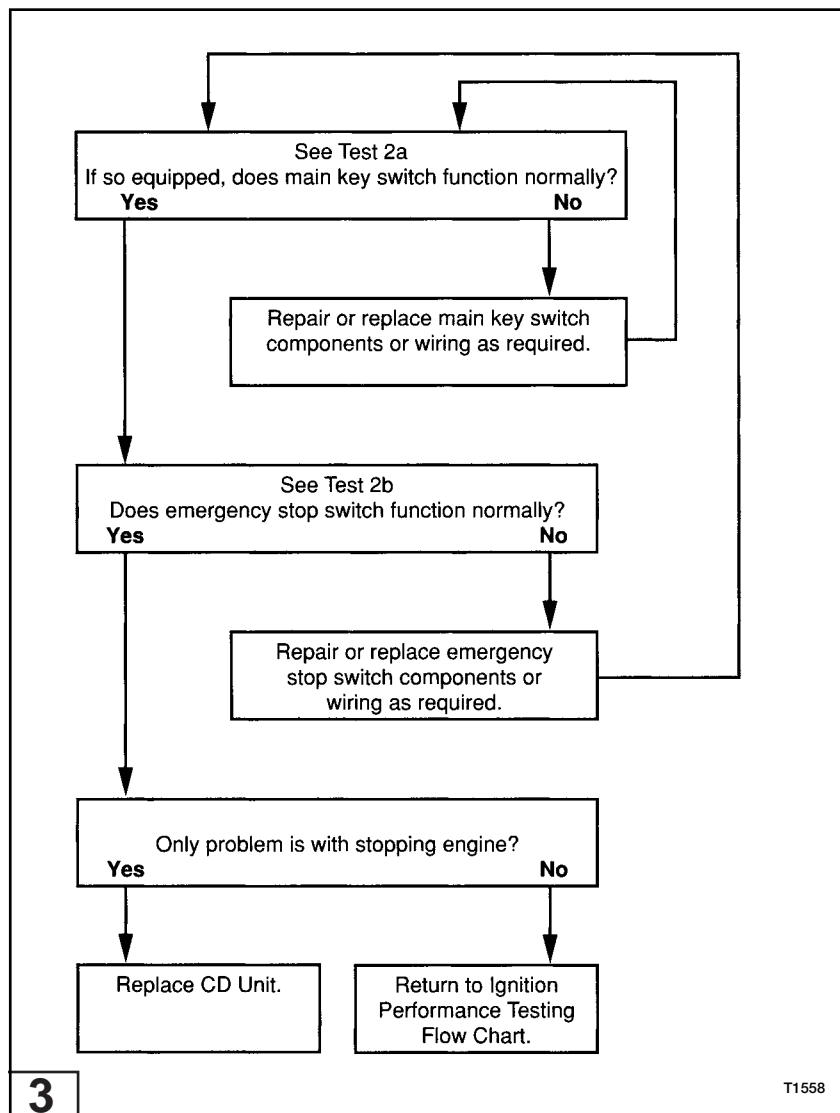 See Test 2a
If so equipped, does main key switch function normally?
Yes No
Repair or replace main key switch
components or wiring as required.
See Test 2b
Does emergency stop switch function normally?
Yes No
Repair or replace emergency
stop switch components or
wiring as required.
Only problem is with stopping engine?
Yes No
Replace CD Unit.
Return to Ignition
Performance Testing
Flow Chart.
3
T1558